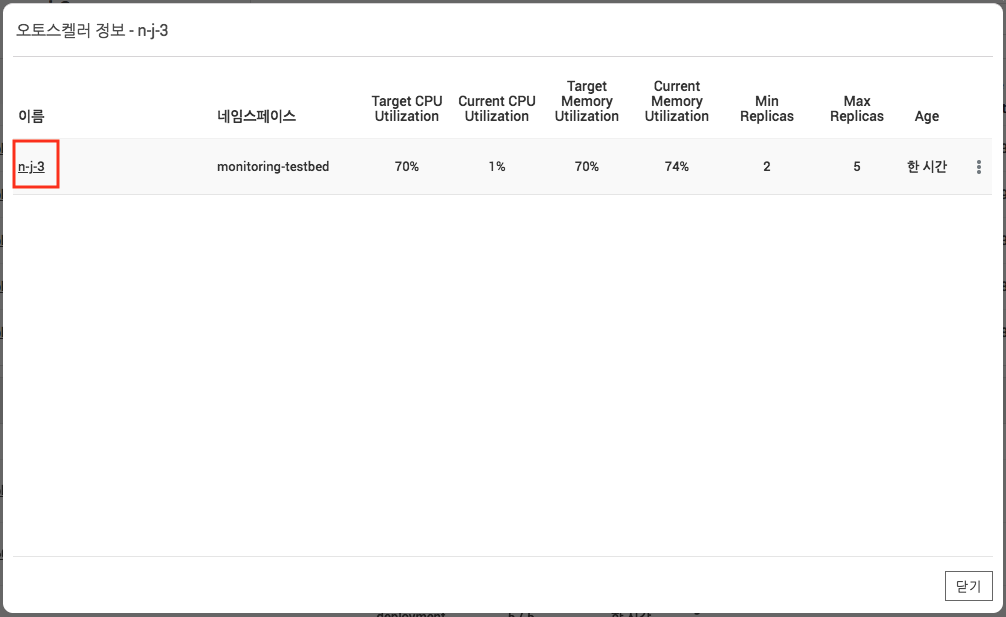 오토스켈러 정보 - n-j-3
이름 네임스페이스 Target CPU Utilization Current CPU Utilization Target Memory Utilization Current Memory Utilization Min Replicas Max Replicas Age
n-j-3 monitoring-testbed 70% 1% 70% 74% 2 5 한 시간
닫기